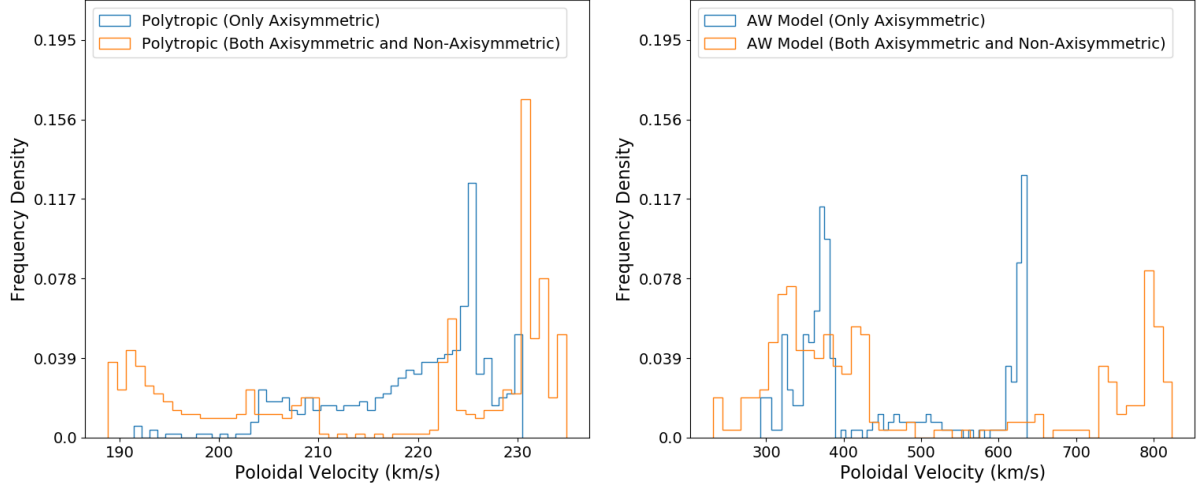 Polytropic (Only Axisymmetric)
Polytropic (Both Axisymmetric and Non-Axisymmetric)
0.195
0.156
0.117
0.078
0.039
0.0
Frequency Density
190
200
210
220
230
Poloidal Velocity (km/s)
AW Model (Only Axisymmetric)
AW Model (Both Axisymmetric and Non-Axisymmetric)
0.195
0.156
0.117
0.078
0.039
0.0
Frequency Density
300
400
500
600
700
800
Poloidal Velocity (km/s)